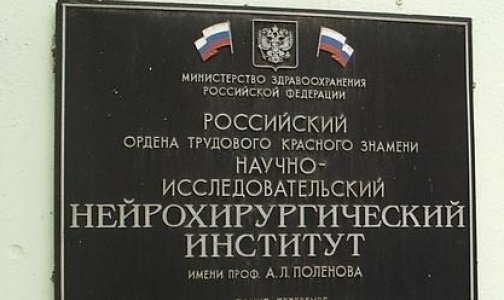 МИНИСТЕРСТВО ЗДРАВООХРАНЕНИЯ
РОССИЙСКОЙ ФЕДЕРАЦИИ
РОССИЙСКИЙ
ОРДЕНА ТРУДОВОГО КРАСНОГО ЗНАМЕНИ
НАУЧНО-
ИССЛЕДОВАТЕЛЬСКИЙ
НЕЙРОХИРУРГИЧЕСКИЙ
ИНСТИТУТ
ИМЕНИ ПРОФ. А.Л. ПОЛЕНОВА